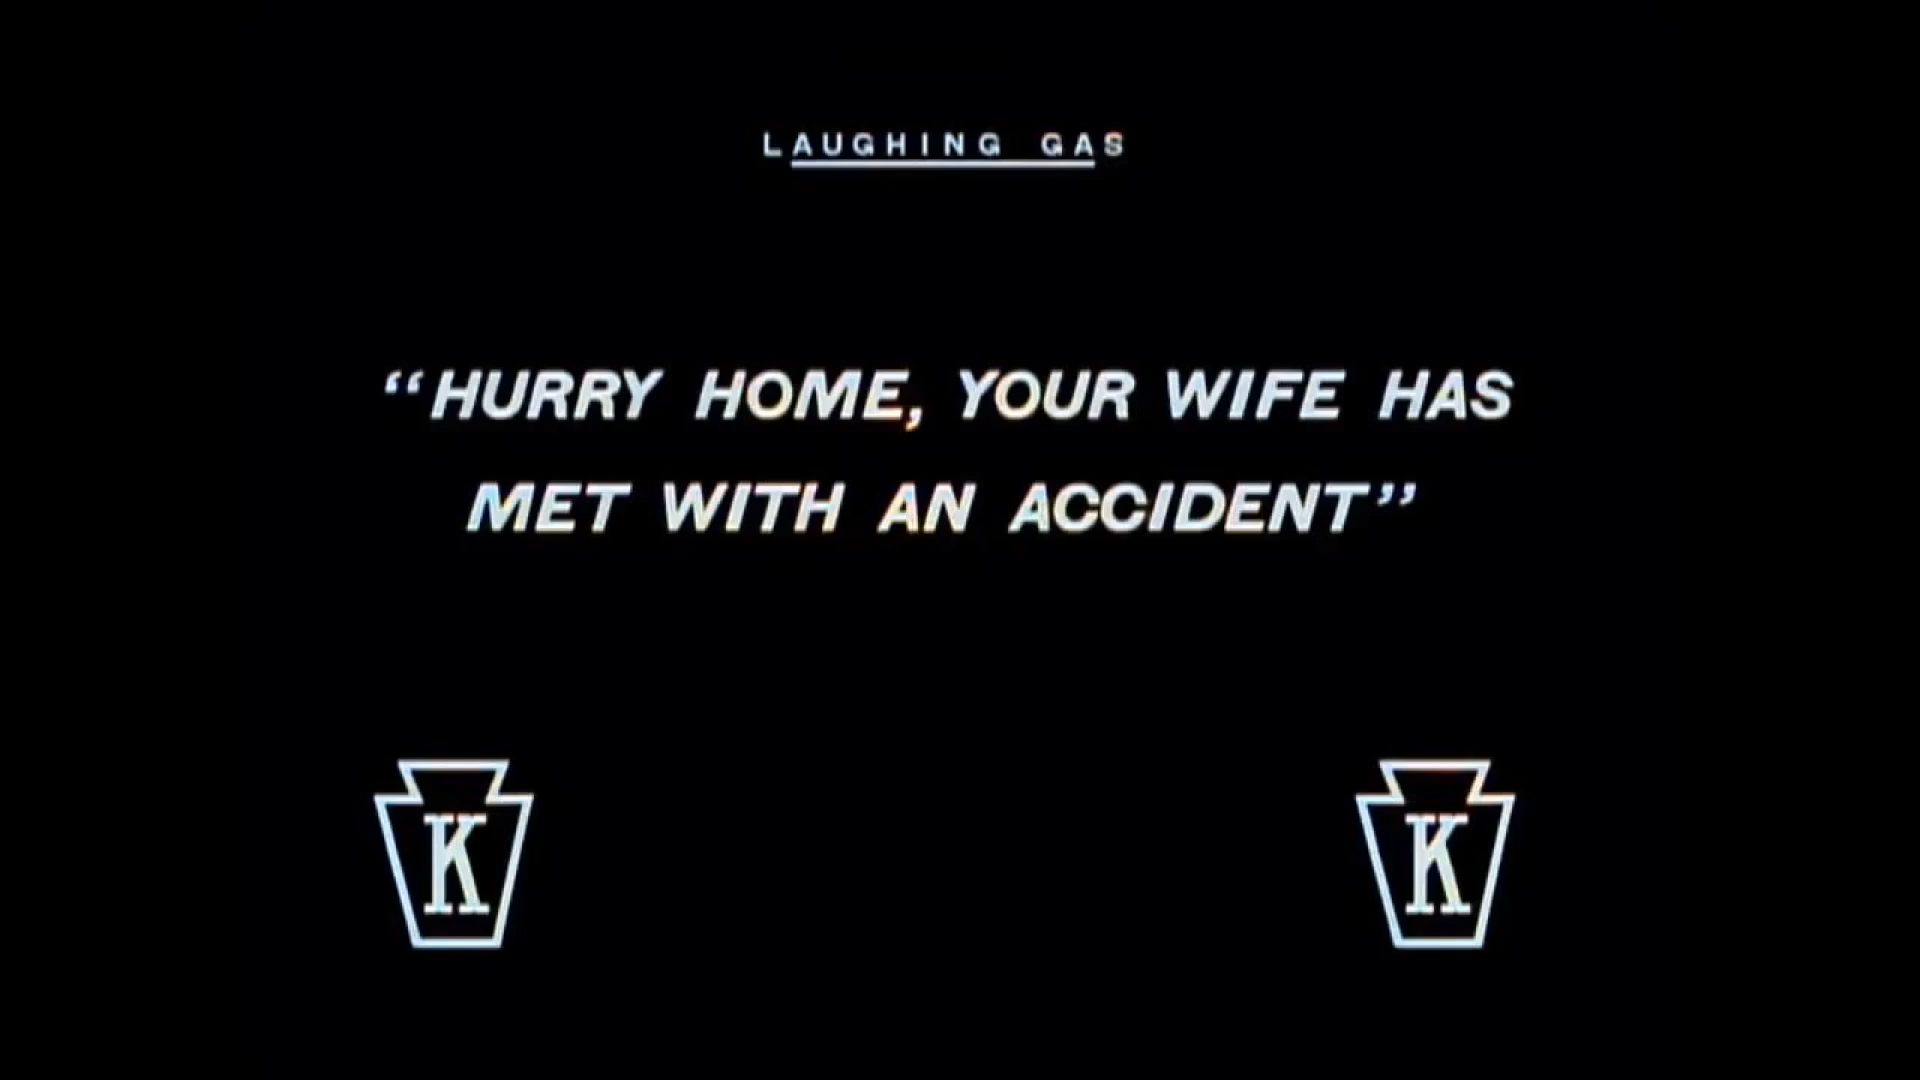 LAUGHING GAS
“HURRY HOME, YOUR WIFE HAS
MET WITH AN ACCIDENT”
K K